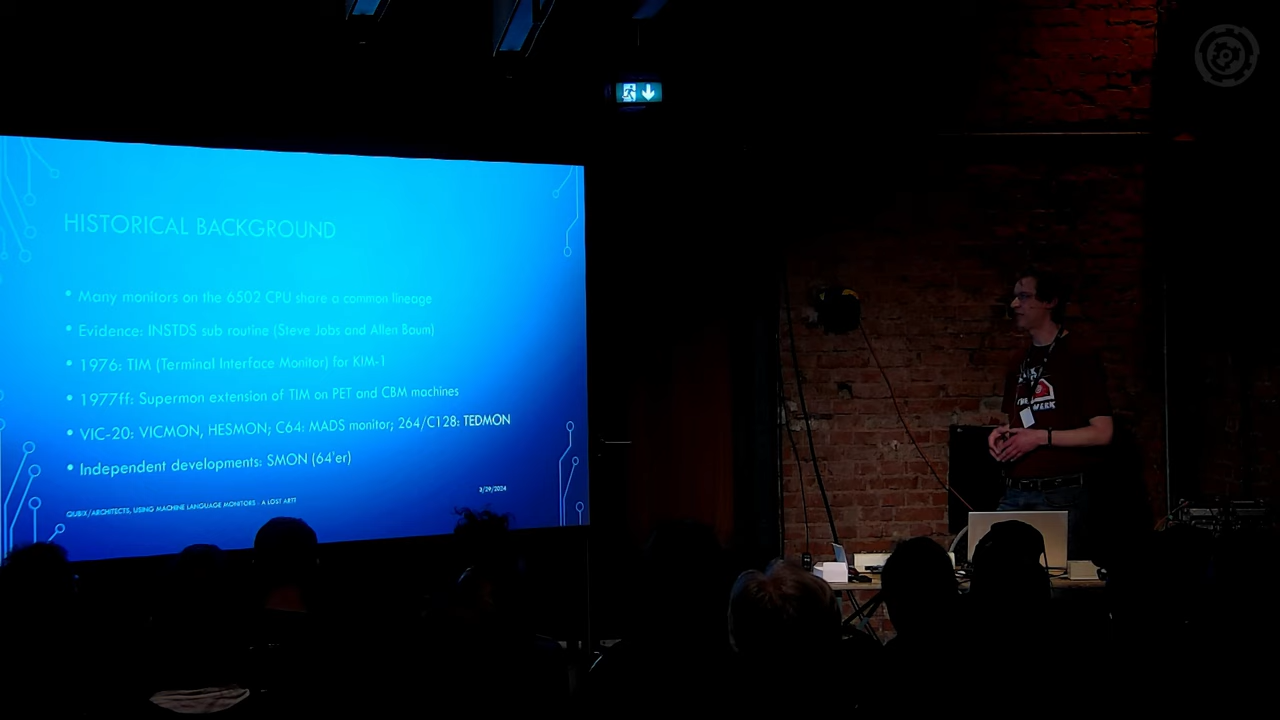 HISTORICAL BACKGROUND
• Many monitors on the 6502 CPU share a common lineage
• Evidence: INSTDS sub routine (Steve Jobs and Allen Baum)
• 1976: TIM (Terminal Interface Monitor) for KIM-1
• 1977ff: Supermon extension of TIM on PET and CBM machines
• VIC-20: VICMON, HESMON; C64: MADS monitor; 264/C128: TEDMON
• Independent developments: SMON (64'er)
QUBIX/ARCHITECTS, USING MACHINE LANGUAGE MONITORS - A LOST ART?
3/29/2024